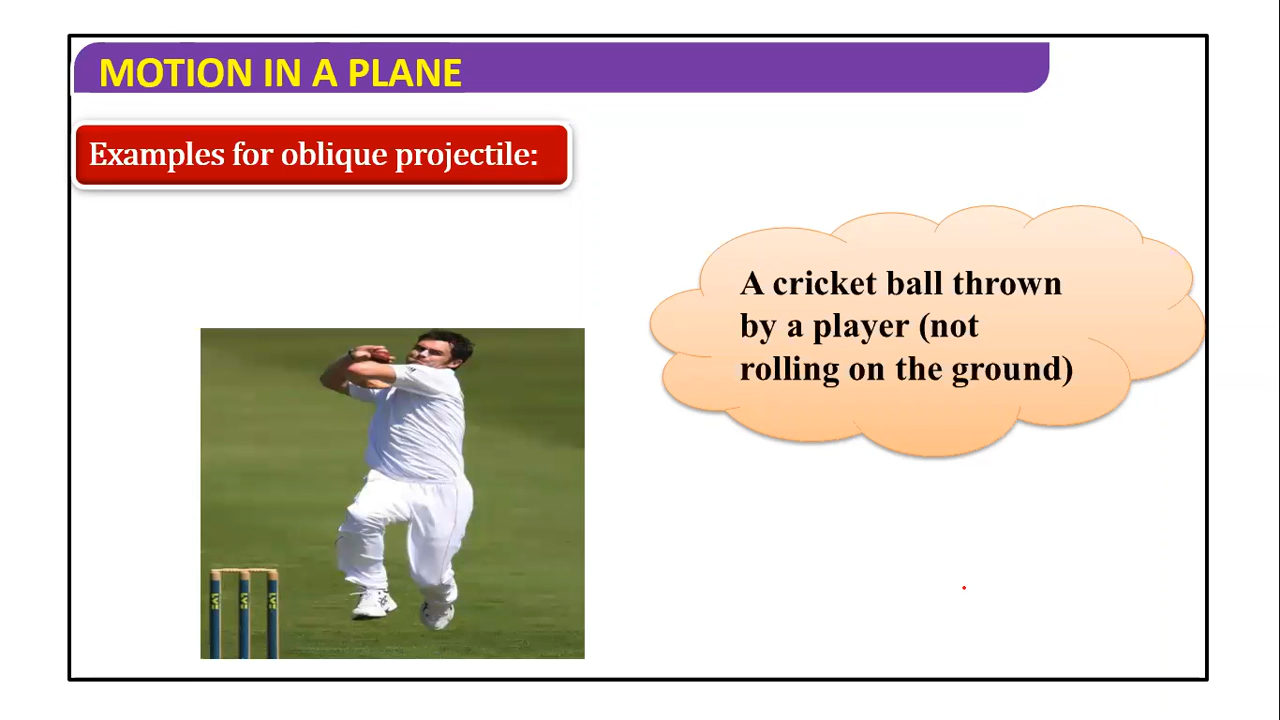 MOTION IN A PLANE
Examples for oblique projectile:
A cricket ball thrown
by a player (not
rolling on the ground)